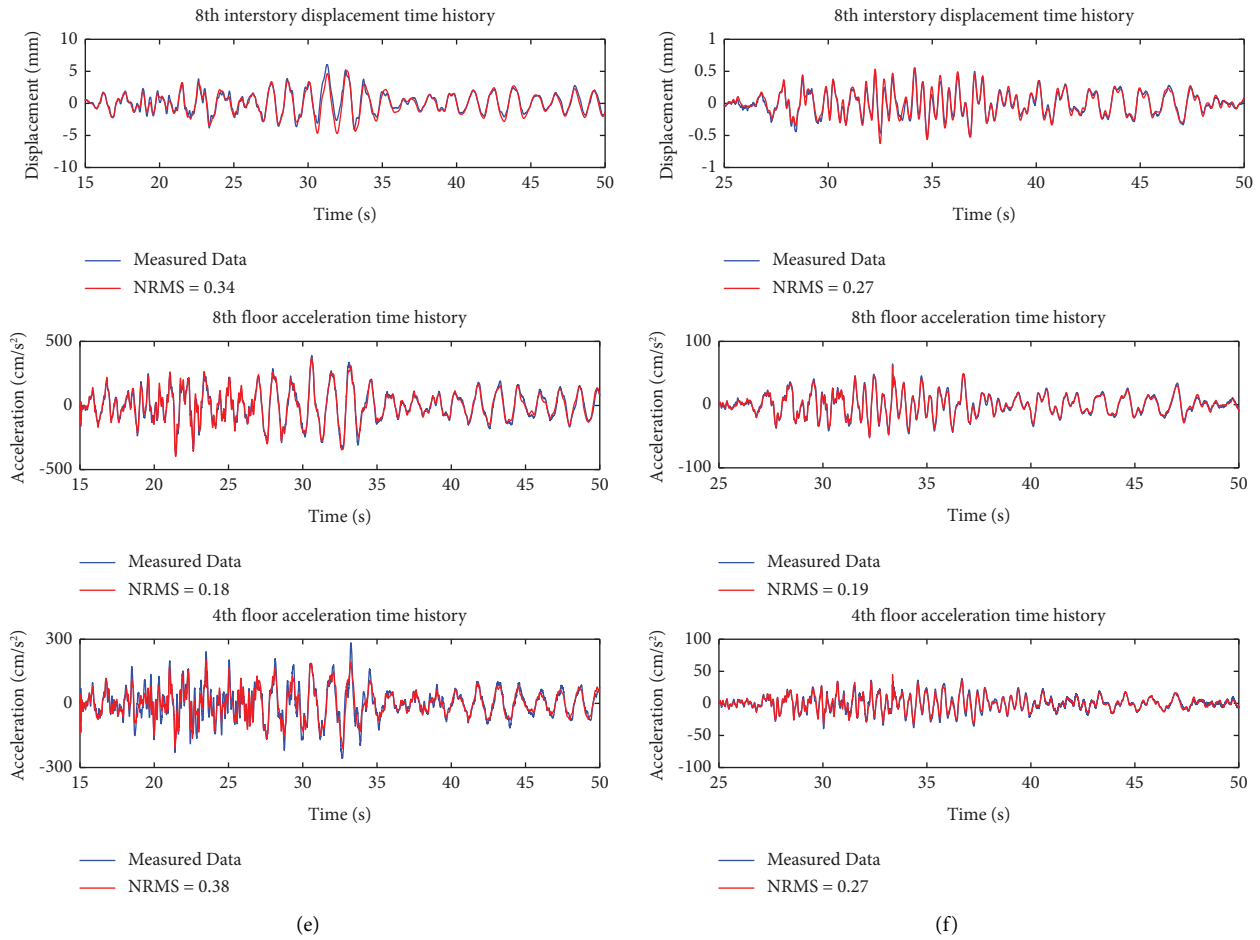 8th interstory displacement time history
Displacement (mm)
10
5
0
-5
-10
15 20 25 30 35 40 45 50
Time (s)
Measured Data
NRMS = 0.34
8th floor acceleration time history
Acceleration (cm/s²)
500
0
-500
15 20 25 30 35 40 45 50
Time (s)
Measured Data
NRMS = 0.18
4th floor acceleration time history
Acceleration (cm/s²)
300
0
-300
15 20 25 30 35 40 45 50
Time (s)
Measured Data
NRMS = 0.38
(e)
8th interstory displacement time history
Displacement (mm)
1
0.5
0
-0.5
-1
25 30 35 40 45 50
Time (s)
Measured Data
NRMS = 0.27
8th floor acceleration time history
Acceleration (cm/s²)
100
0
-100
25 30 35 40 45 50
Time (s)
Measured Data
NRMS = 0.19
4th floor acceleration time history
Acceleration (cm/s²)
100
50
0
-50
-100
25 30 35 40 45 50
Time (s)
Measured Data
NRMS = 0.27
(f)